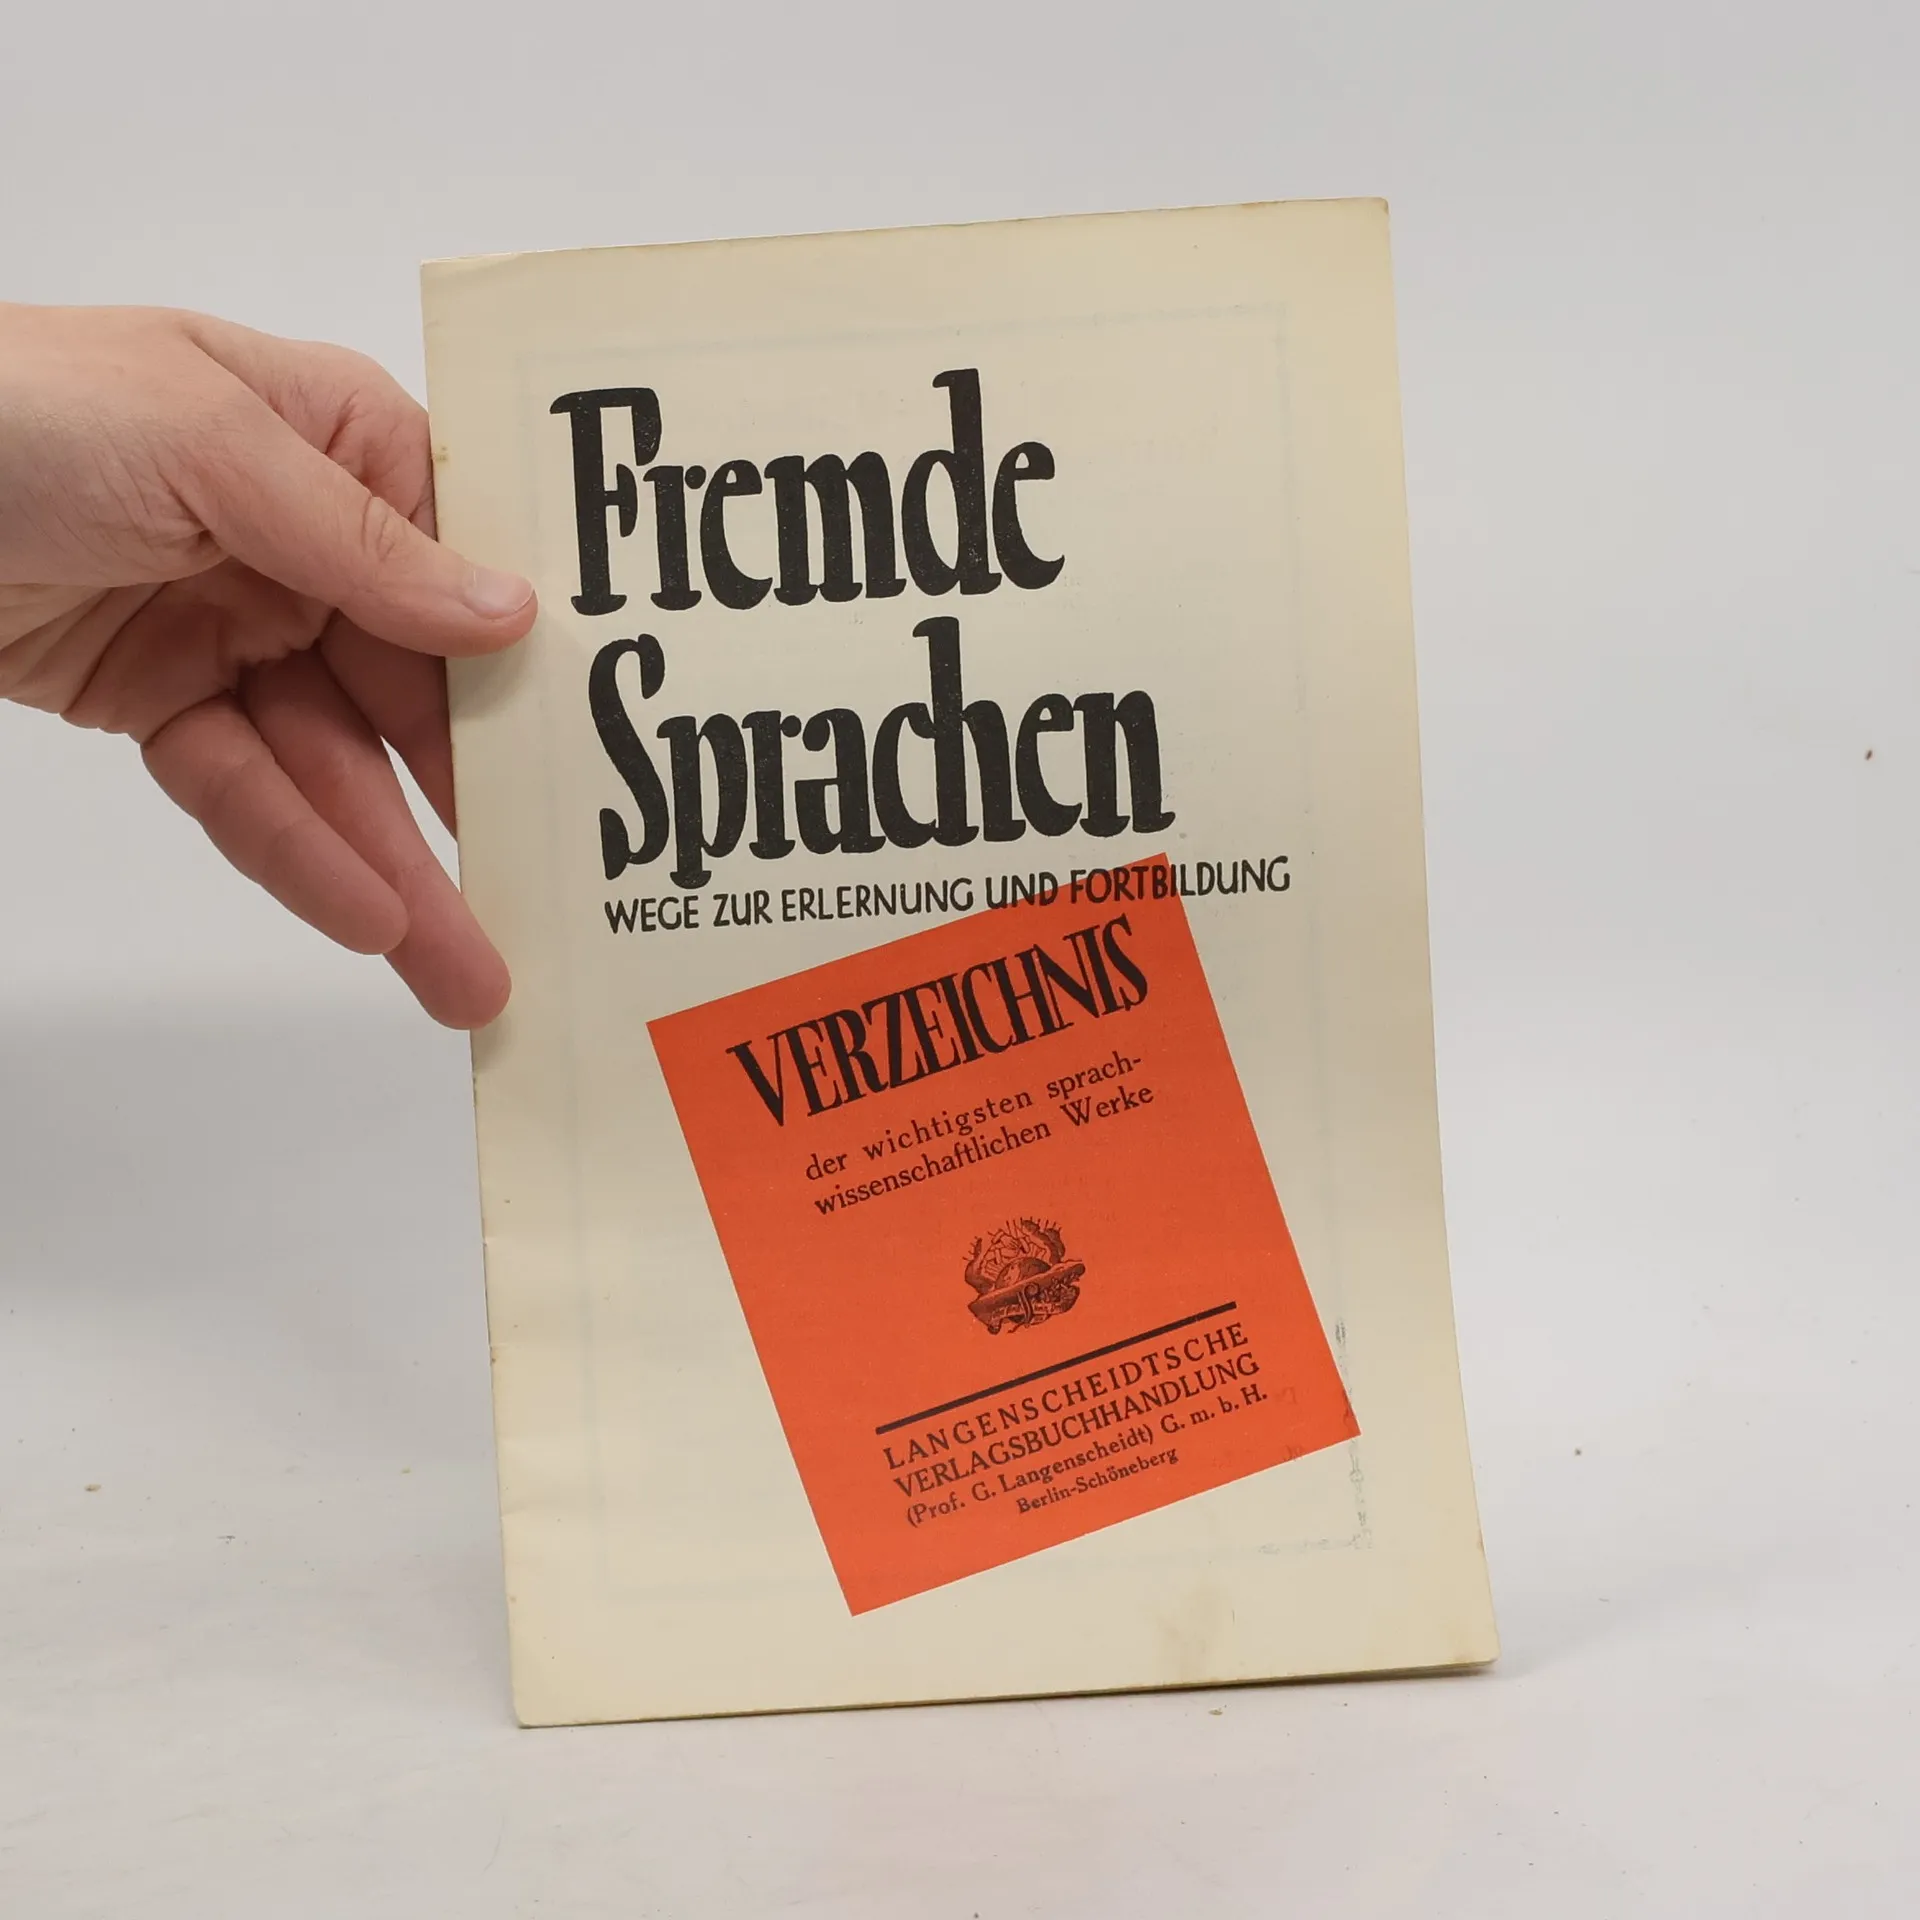 Fremde
Sprachen
WEGE ZUR ERLERNUNG UND FORTBILDUNG
VERZEICHNIS
der wichtigsten sprach-
wissenschaftlichen Werke
LANGENSCHEIDTSCHE
VERLAGSBUCHHANDLUNG
(Prof. G. Langenscheidt) G. m. b. H.
Berlin-Schöneberg